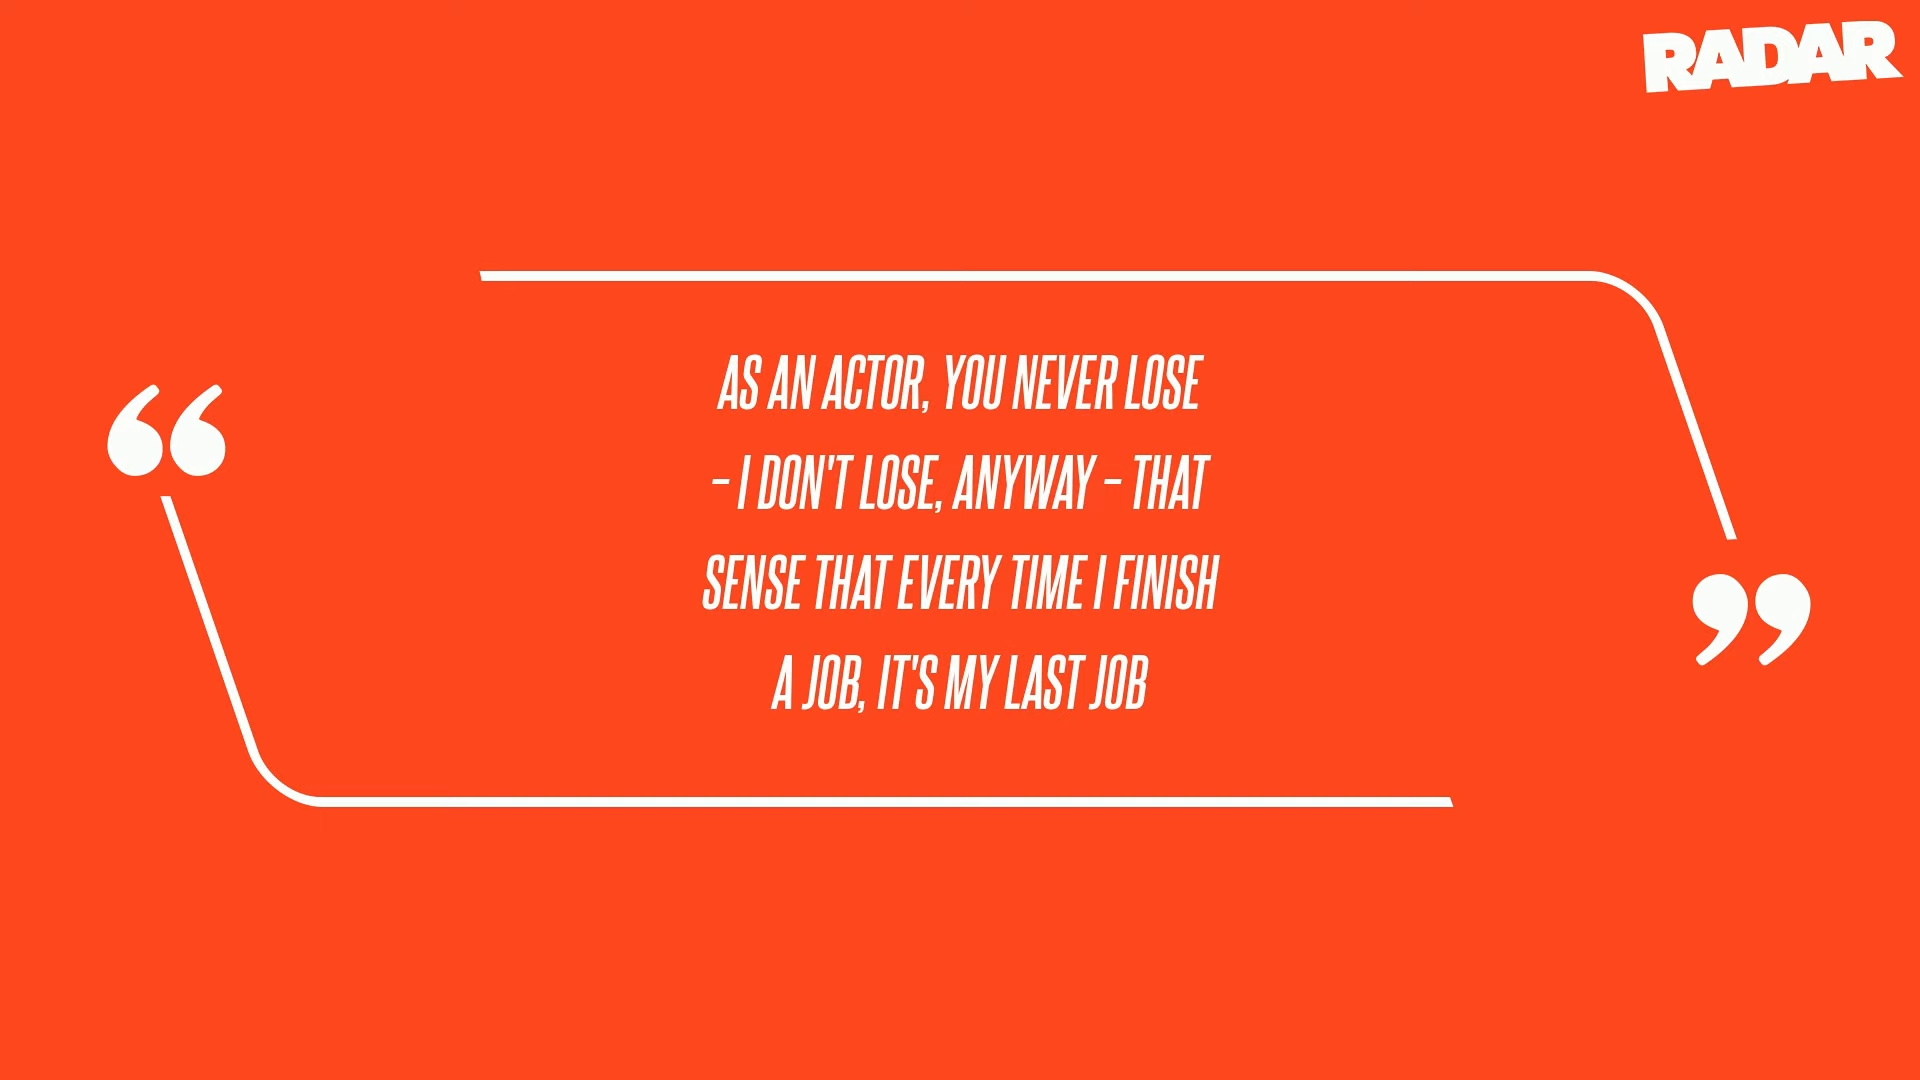 RADAR
AS AN ACTOR, YOU NEVER LOSE
– I DON'T LOSE, ANYWAY – THAT
SENSE THAT EVERY TIME I FINISH
A JOB, IT'S MY LAST JOB